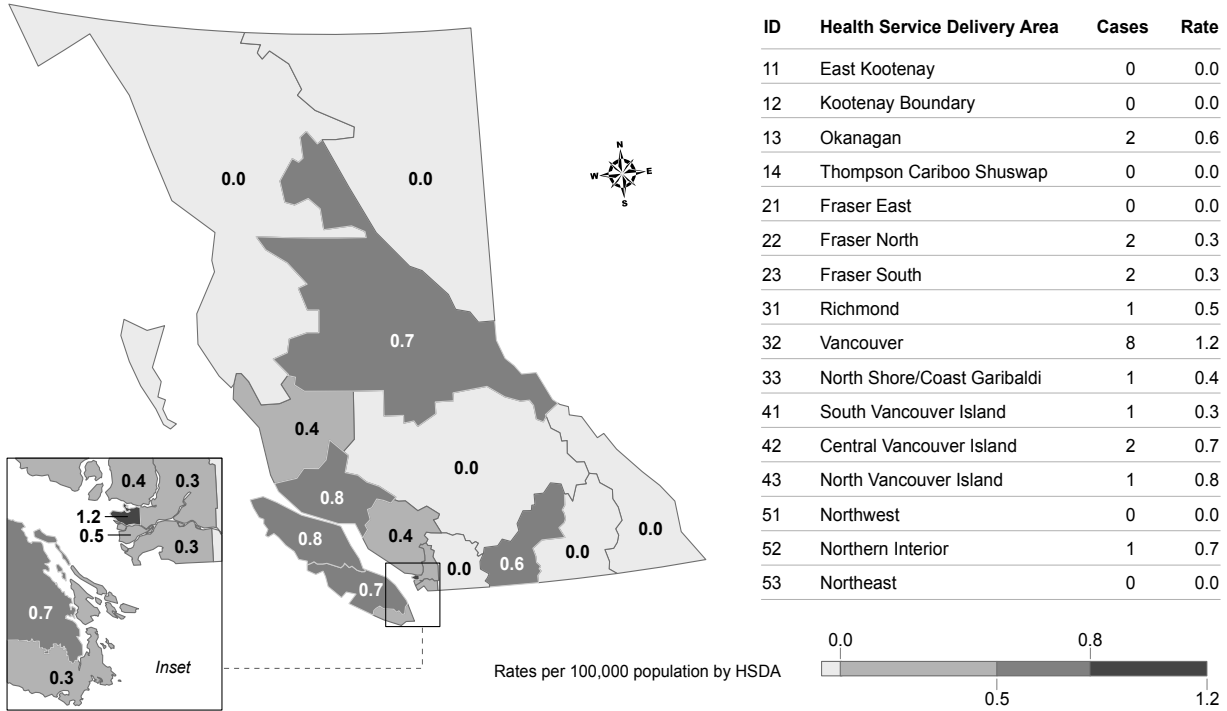 ID Health Service Delivery Area Cases Rate
11 East Kootenay 0 0.0
12 Kootenay Boundary 0 0.0
13 Okanagan 2 0.6
14 Thompson Cariboo Shuswap 0 0.0
21 Fraser East 0 0.0
22 Fraser North 2 0.3
23 Fraser South 2 0.3
31 Richmond 1 0.5
32 Vancouver 8 1.2
33 North Shore/Coast Garibaldi 1 0.4
41 South Vancouver Island 1 0.3
42 Central Vancouver Island 2 0.7
43 North Vancouver Island 1 0.8
51 Northwest 0 0.0
52 Northern Interior 1 0.7
53 Northeast 0 0.0
N
W E
S
0.0 0.0
0.7
0.4
0.0
0.8
0.8 0.4
0.0 0.6 0.0 0.0
0.7
0.4 0.3
1.2
0.5
0.3
0.7
0.3
Inset
Rates per 100,000 population by HSDA
0.0 0.8
0.5 1.2